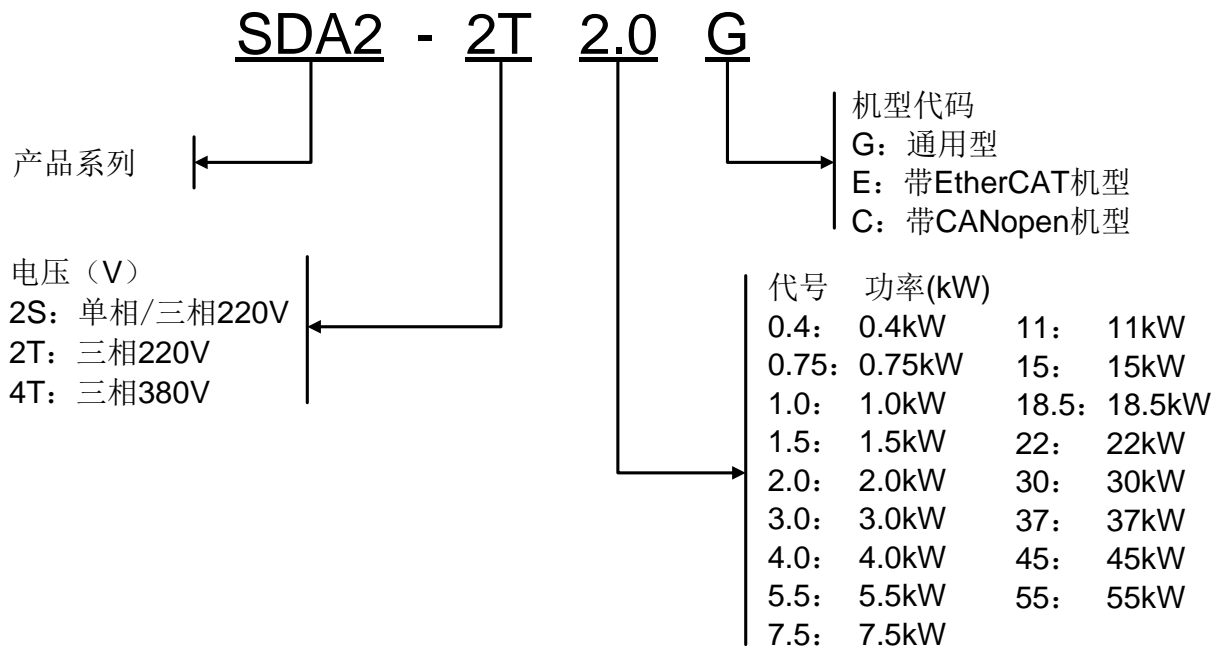 SDA2 - 2T 2.0 G
产品系列
电压（V）
2S：单相/三相220V
2T：三相220V
4T：三相380V
机型代码
G：通用型
E：带EtherCAT机型
C：带CANopen机型
代号 功率(kW)
0.4： 0.4kW 11： 11kW
0.75： 0.75kW 15： 15kW
1.0： 1.0kW 18.5： 18.5kW
1.5： 1.5kW 22： 22kW
2.0： 2.0kW 30： 30kW
3.0： 3.0kW 37： 37kW
4.0： 4.0kW 45： 45kW
5.5： 5.5kW 55： 55kW
7.5： 7.5kW